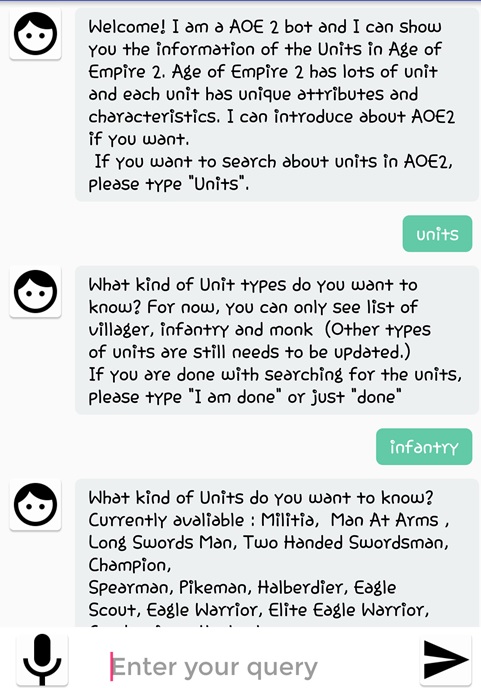 Welcome! I am a AOE 2 bot and I can show
you the information of the Units in Age of
Empire 2. Age of Empire 2 has lots of unit
and each unit has unique attributes and
characteristics. I can introduce about AOE2
if you want.
If you want to search about units in AOE2,
please type "Units".
units
What kind of Unit types do you want to
know? For now, you can only see list of
villager, infantry and monk (Other types
of units are still needs to be updated.)
If you are done with searching for the units,
please type "I am done" or just "done"
infantry
What kind of Units do you want to know?
Currently avaliable : Militia, Man At Arms ,
Long Swords Man, Two Handed Swordsman,
Champion,
Spearman, Pikeman, Halberdier, Eagle
Scout, Eagle Warrior, Elite Eagle Warrior,
Enter your query